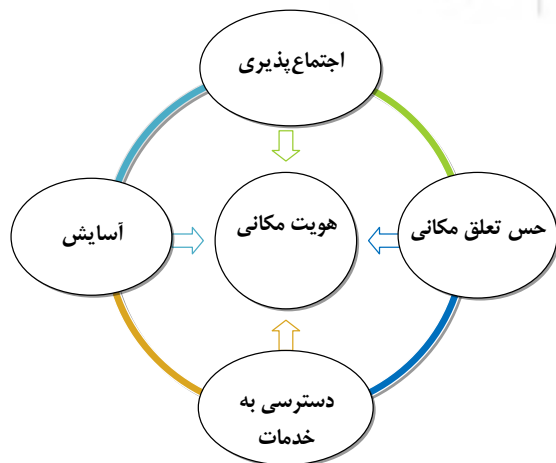 اجتماع‌پذیری
حس تعلق مکانی
هویت مکانی
آسایش
دسترسی به
خدمات